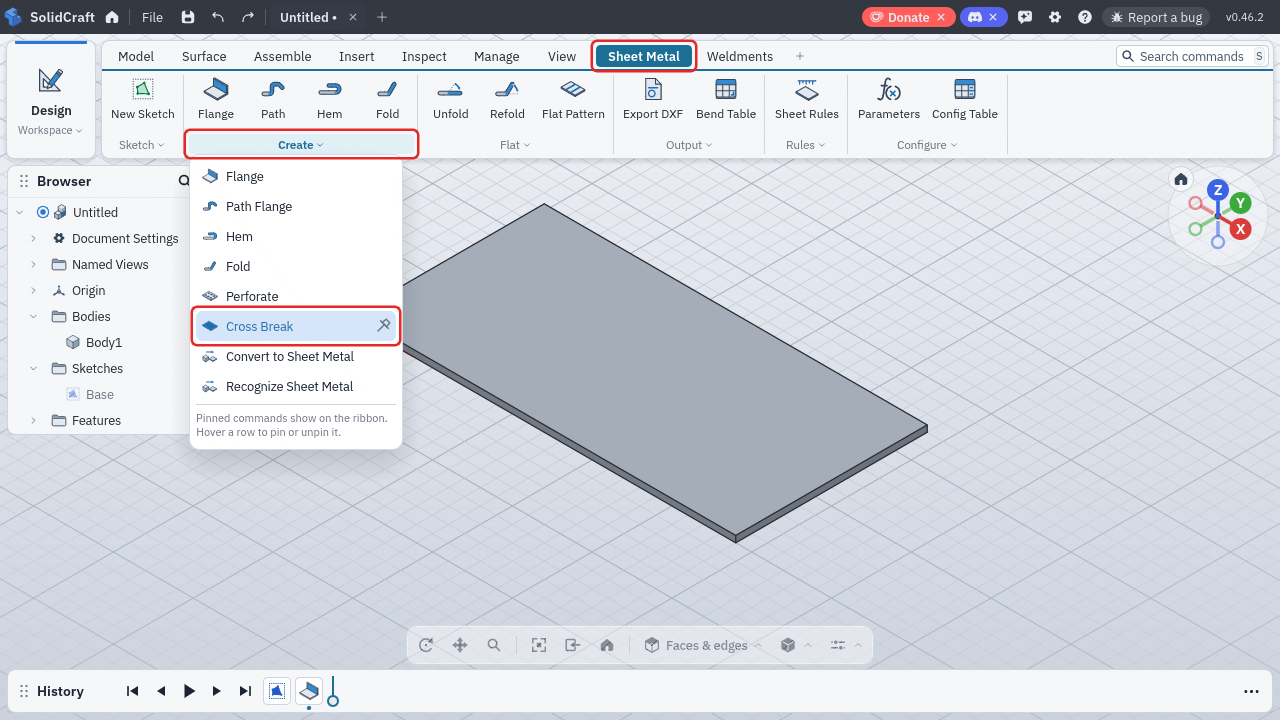 SolidCraft File Untitled • Donate Report a bug v0.46.2
Model Surface Assemble Insert Inspect Manage View Sheet Metal Weldments Search commands S
Design
Workspace
New Sketch Flange Path Hem Fold Unfold Refold Flat Pattern Export DXF Bend Table Sheet Rules Parameters Config Table
Sketch Create Flat Output Rules Configure
Browser
Untitled
Document Settings
Named Views
Origin
Bodies
Body1
Sketches
Base
Features
Flange
Path Flange
Hem
Fold
Perforate
Cross Break
Convert to Sheet Metal
Recognize Sheet Metal
Pinned commands show on the ribbon.
Hover a row to pin or unpin it.
Z
Y
X
Faces & edges
History